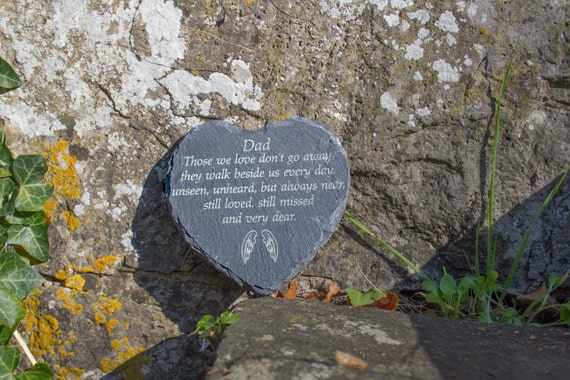 Dad
Those we love don't go away,
they walk beside us every day,
unseen, unheard, but always near,
still loved, still missed
and very dear.